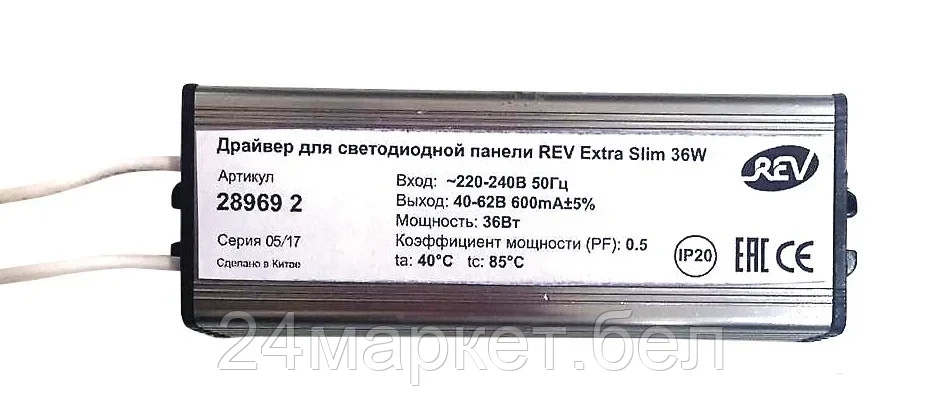 Драйвер для светодиодной панели REV Extra Slim 36W
REV
Артикул
28969 2
Серия 05/17
Сделано в Китае
Вход: ~220-240В 50Гц
Выход: 40-62В 600mA±5%
Мощность: 36Вт
Коэффициент мощности (PF): 0.5
ta: 40°C tc: 85°C
IP20
EAC CE
24маркет.бел